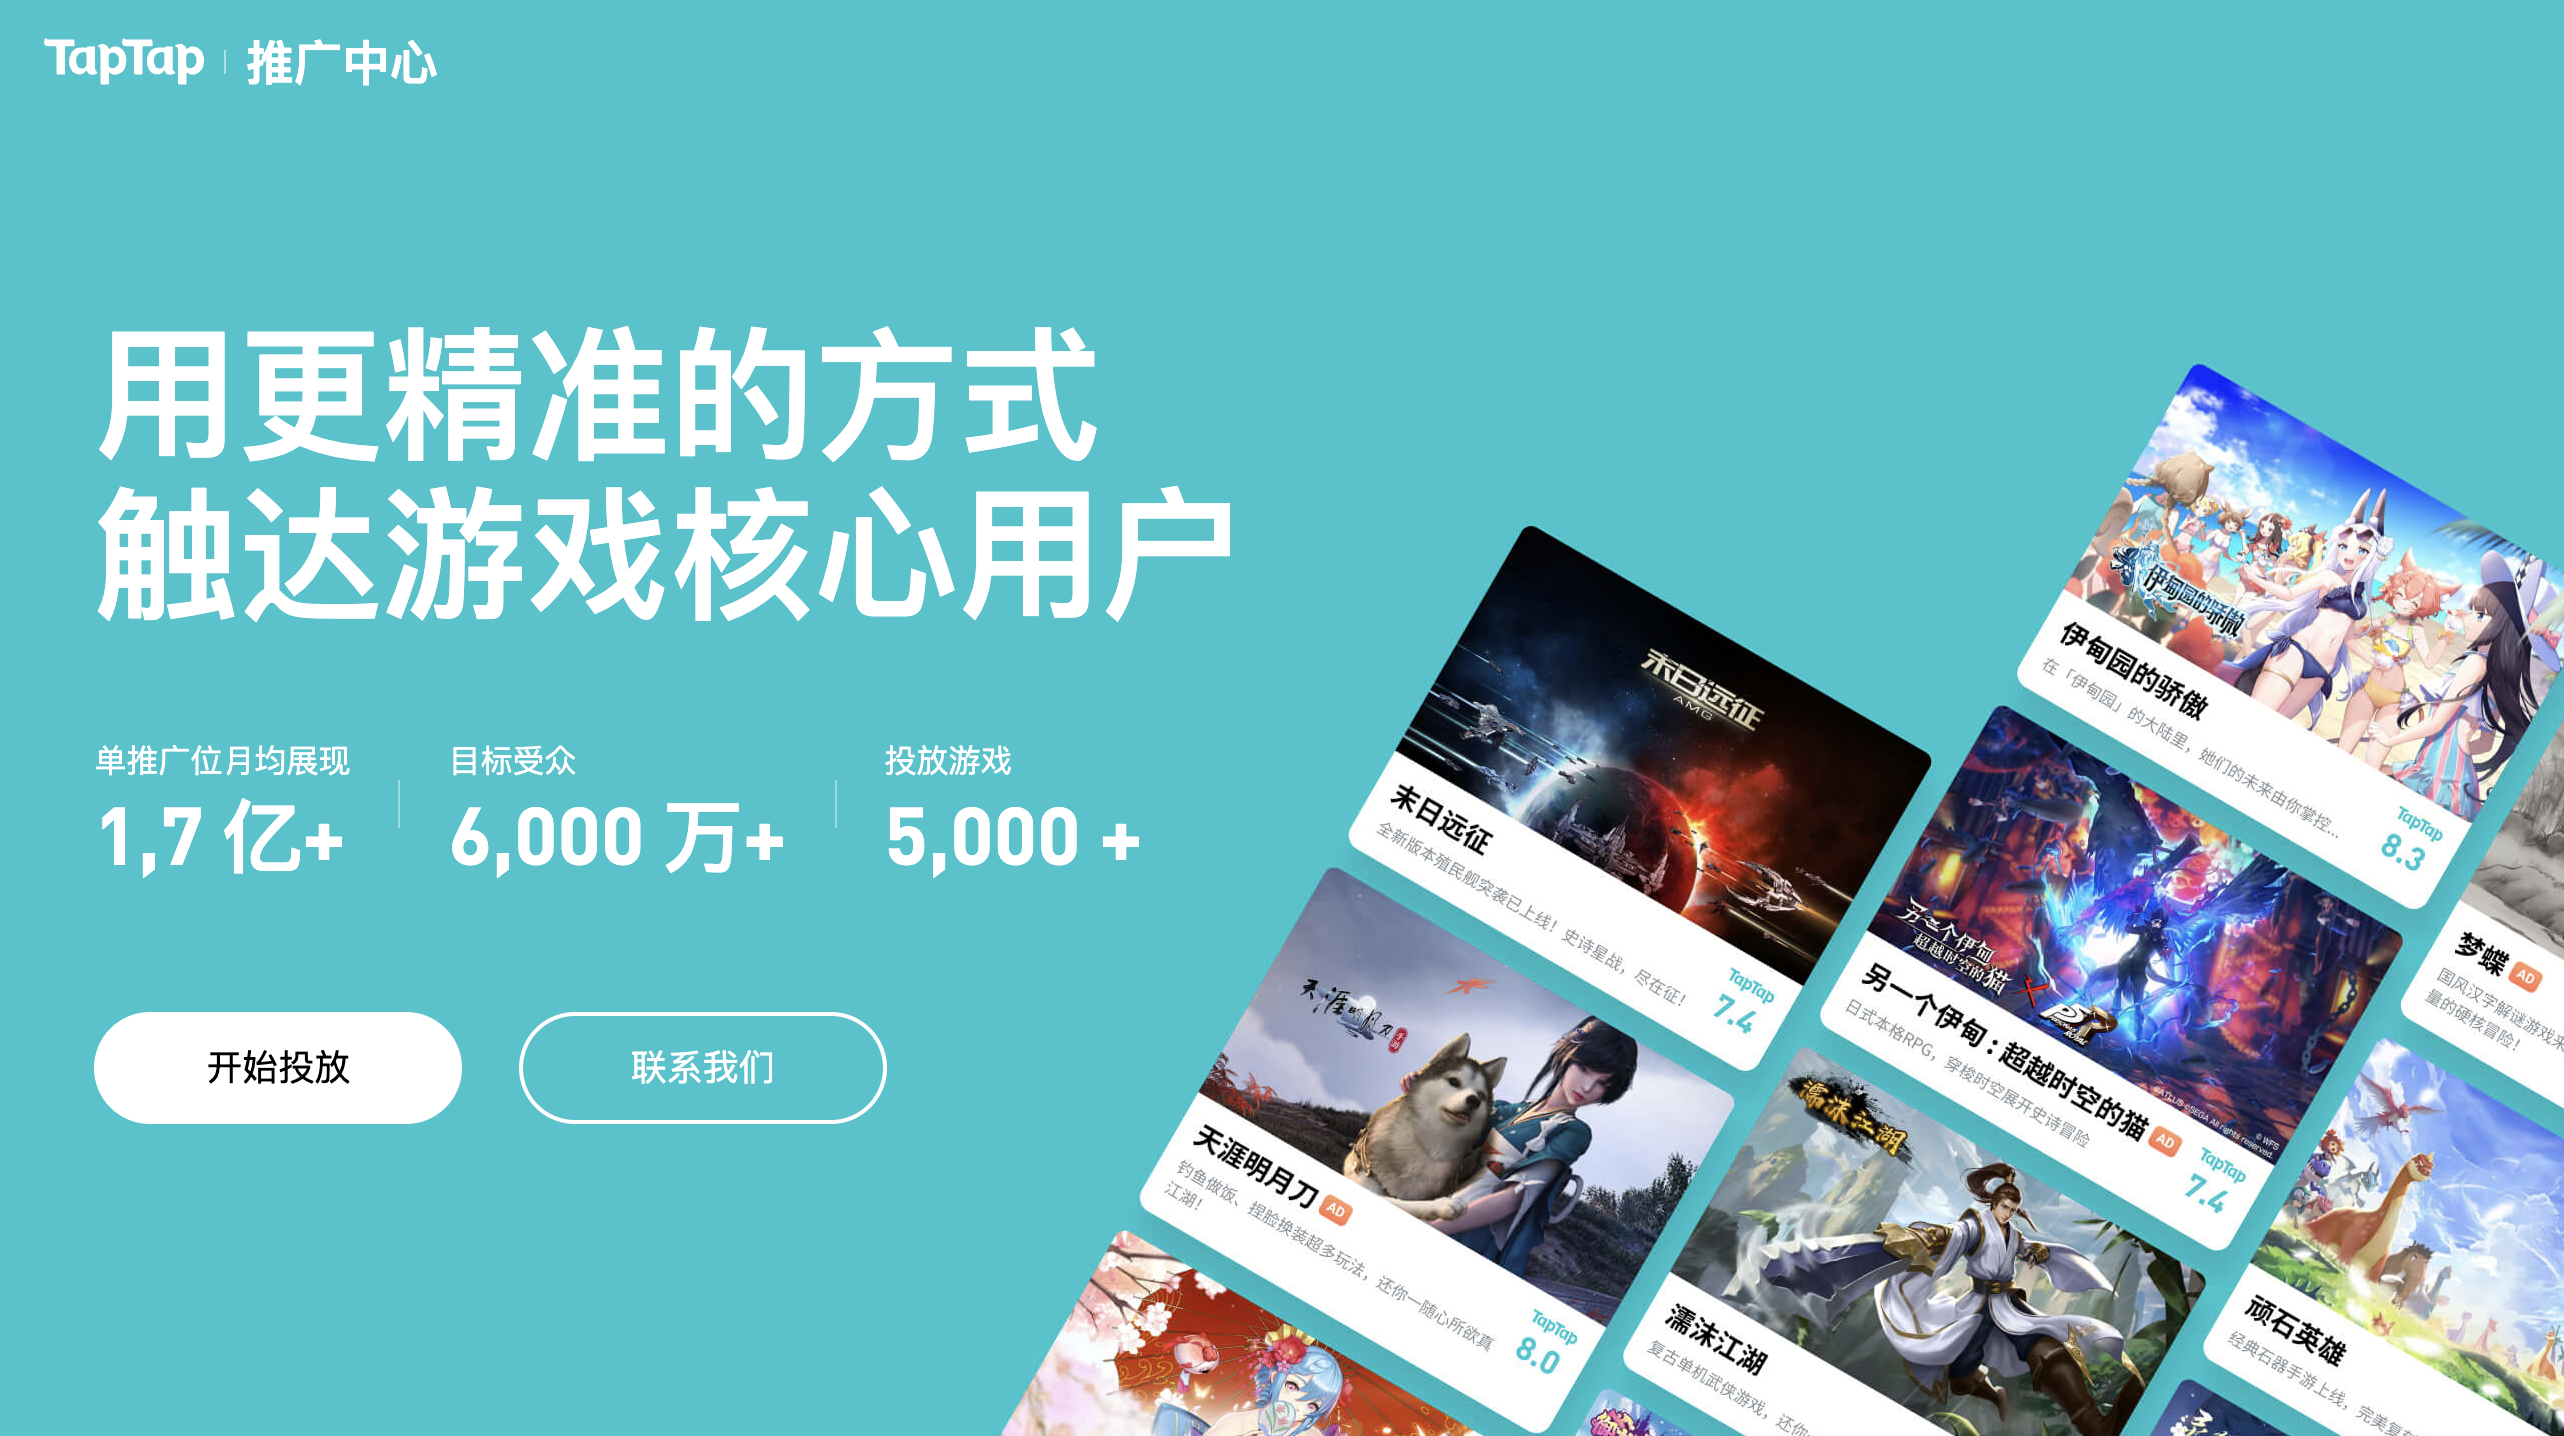 TapTap | 推广中心
用更精准的方式
触达游戏核心用户
单推广位月均展现
1,7 亿+
目标受众
6,000 万+
投放游戏
5,000 +
开始投放
联系我们
伊甸园的骄傲
伊甸园的骄傲
在「伊甸园」的大陆里，她们的未来由你掌控...
TapTap
8.3
末日远征
AMG
末日远征
全新版本殖民舰突袭已上线！史诗星战，尽在征！
TapTap
7.4
另一个伊甸
超越时空的猫
P5R
©ATLUS ©SEGA All rights reserved.
© WFS
另一个伊甸：超越时空的猫 AD
日式本格RPG，穿梭时空展开史诗冒险
TapTap
7.4
梦蝶 AD
国风汉字解谜游戏来
量的硬核冒险！
天涯明月刀
手游
天涯明月刀 AD
钓鱼做饭、捏脸换装超多玩法，还你一随心所欲真
江湖！
TapTap
8.0
濡沫江湖
濡沫江湖
复古单机武侠游戏，还你
顽石英雄
经典石器手游上线，完美复